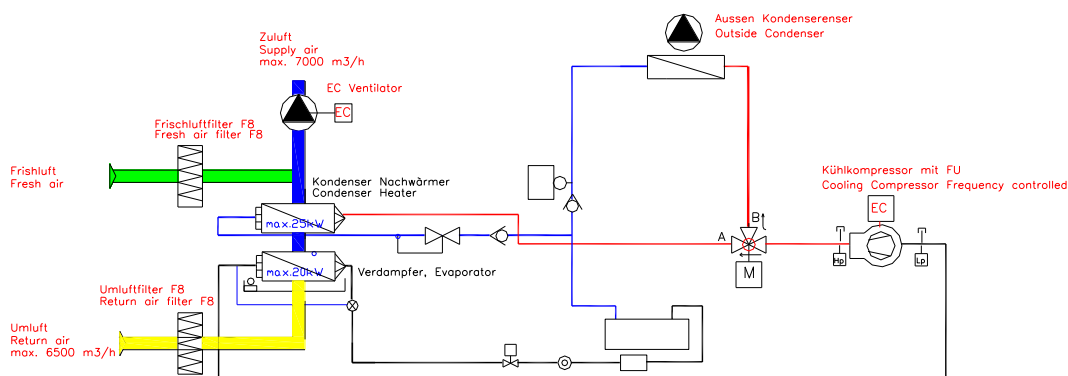 Aussen Kondenserenser
Outside Condenser
Zuluft
Supply air
max. 7000 m3/h
EC Ventilator
EC
Frischluftfilter F8
Fresh air filter F8
Frishluft
Fresh air
Kondenser Nachwärmer
Condenser Heater
Kühlkompressor mit FU
Cooling Compressor Frequency controlled
EC
max.25kW
A
B
M
Hp
Lp
max.20kW
Verdampfer, Evaporator
Umluftfilter F8
Return air filter F8
Umluft
Return air
max. 6500 m3/h